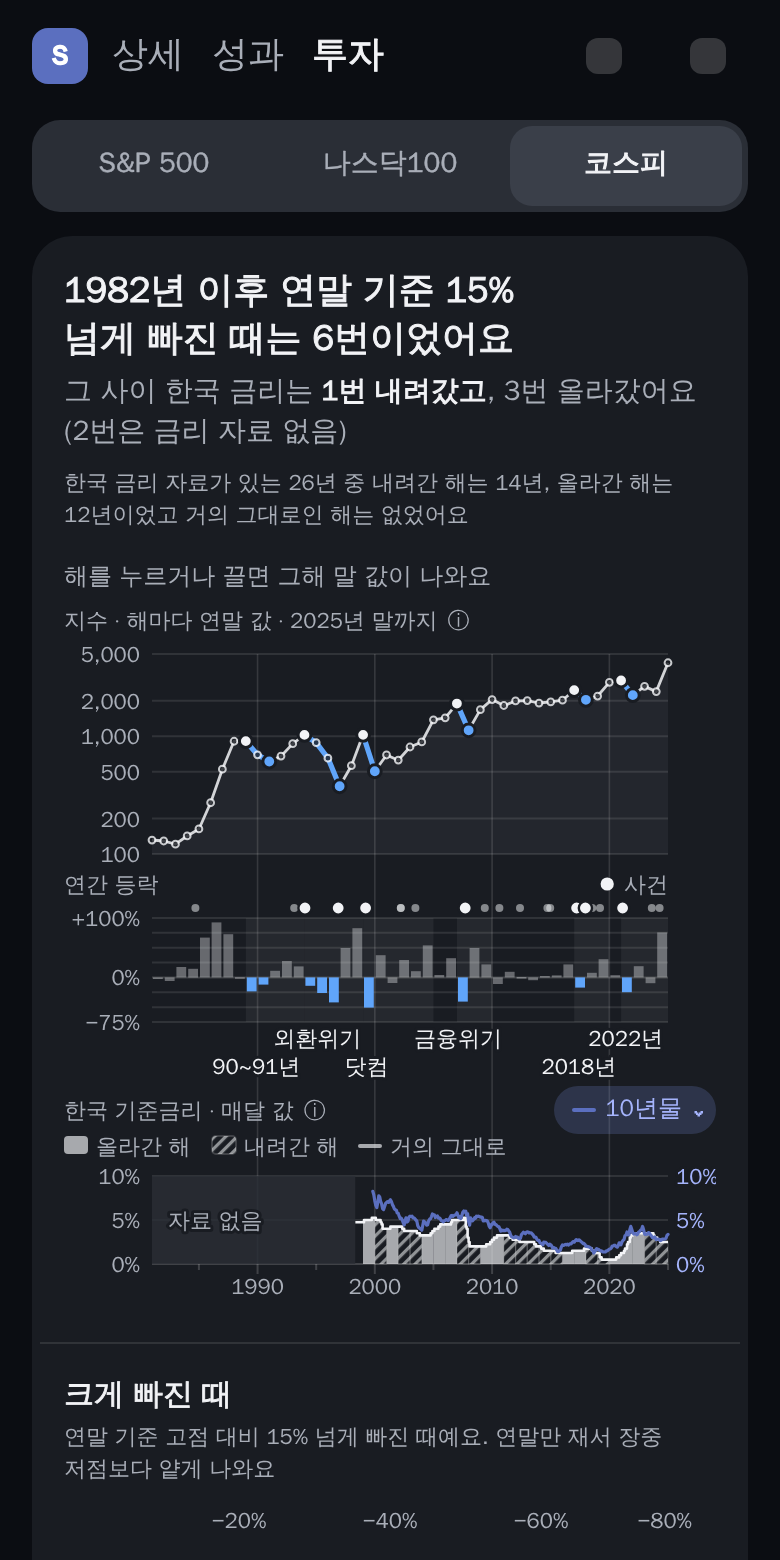 S 상세 성과 투자
S&P 500 나스닥100 코스피
1982년 이후 연말 기준 15%
넘게 빠진 때는 6번이었어요
그 사이 한국 금리는 1번 내려갔고, 3번 올라갔어요
(2번은 금리 자료 없음)
한국 금리 자료가 있는 26년 중 내려간 해는 14년, 올라간 해는
12년이었고 거의 그대로인 해는 없었어요
해를 누르거나 끌면 그해 말 값이 나와요
지수 · 해마다 연말 값 · 2025년 말까지 ⓘ
5,000
2,000
1,000
500
200
100
연간 등락 사건
+100%
0%
−75%
외환위기 금융위기 2022년
90~91년 닷컴 2018년
한국 기준금리 · 매달 값 ⓘ 10년물
올라간 해 내려간 해 거의 그대로
10% 10%
자료 없음
5% 5%
0% 0%
1990 2000 2010 2020
크게 빠진 때
연말 기준 고점 대비 15% 넘게 빠진 때예요. 연말만 재서 장중
저점보다 얕게 나와요
−20% −40% −60% −80%